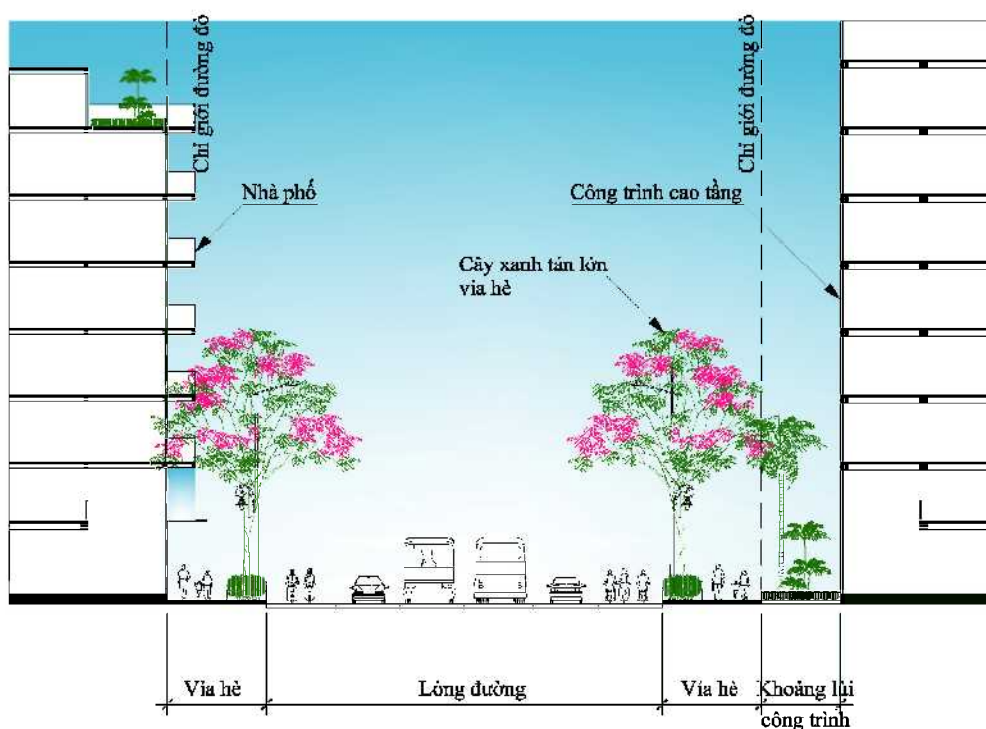 Chỉ giới đường đỏ
Chỉ giới đường đỏ
Nhà phố
Công trình cao tầng
Cây xanh tán lớn
vỉa hè
Vỉa hè
Lòng đường
Vỉa hè
Khoảng lùi
công trình